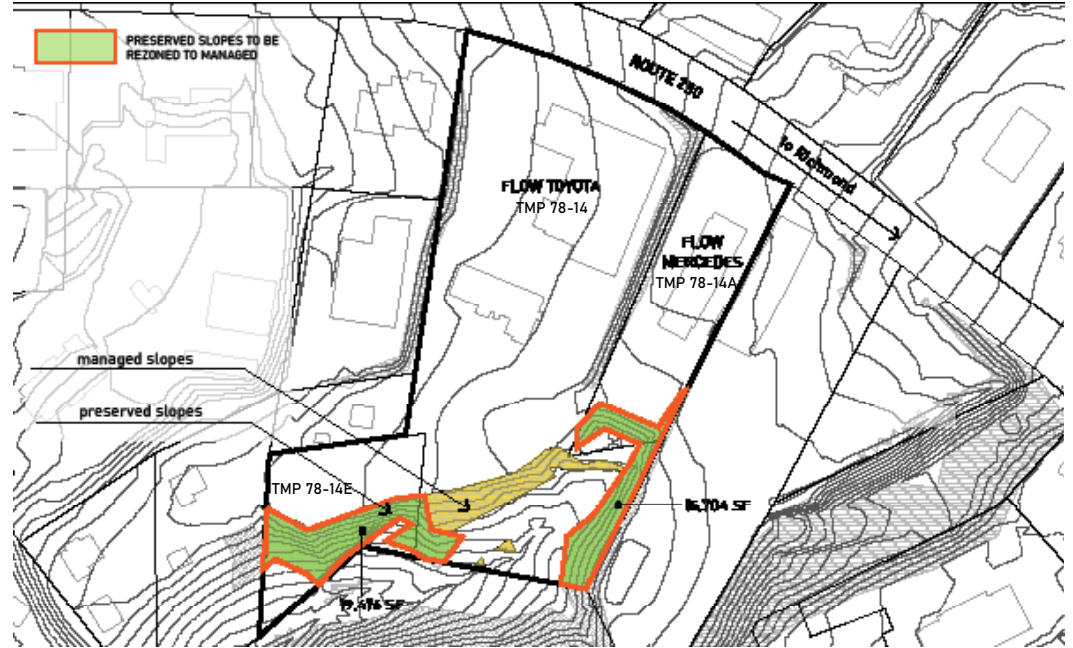 PRESERVED SLOPES TO BE
REZONED TO MANAGED
ROUTE 250
to Richmond
FLOW TOYOTA
TMP 78-14
FLOW
MERCEDES
TMP 78-14A
managed slopes
preserved slopes
TMP 78-14E
16,704 SF
SF